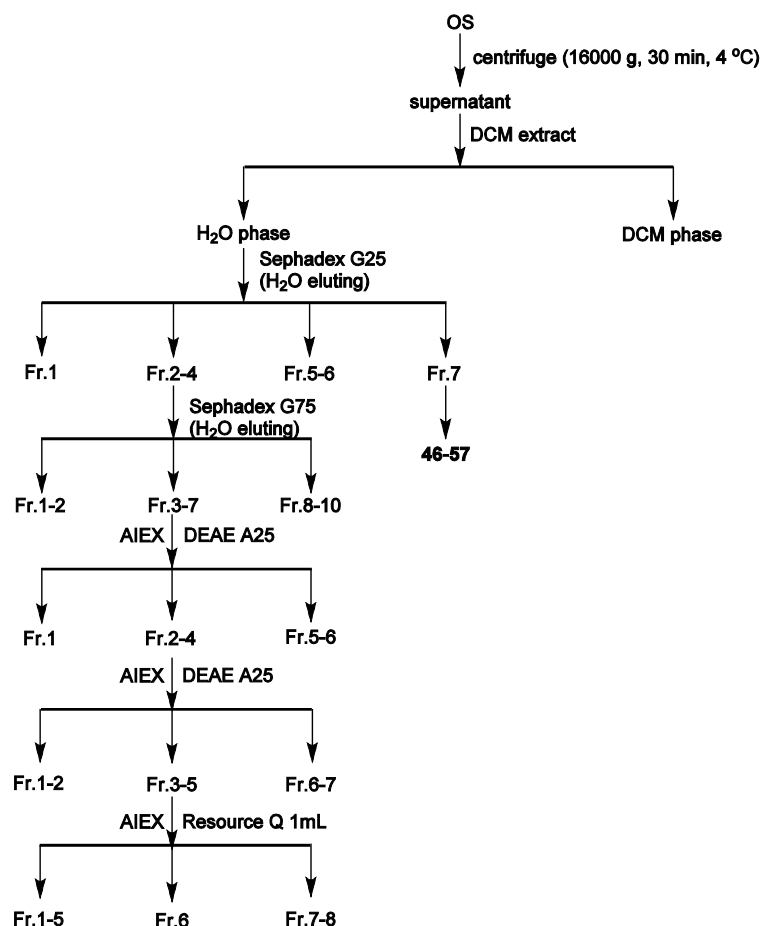 OS
centrifuge (16000 g, 30 min, 4 ºC)
supernatant
DCM extract
H₂O phase
DCM phase
Sephadex G25
(H₂O eluting)
Fr.1
Fr.2-4
Fr.5-6
Fr.7
Sephadex G75
(H₂O eluting)
46-57
Fr.1-2
Fr.3-7
Fr.8-10
AIEX DEAE A25
Fr.1
Fr.2-4
Fr.5-6
AIEX DEAE A25
Fr.1-2
Fr.3-5
Fr.6-7
AIEX Resource Q 1mL
Fr.1-5
Fr.6
Fr.7-8